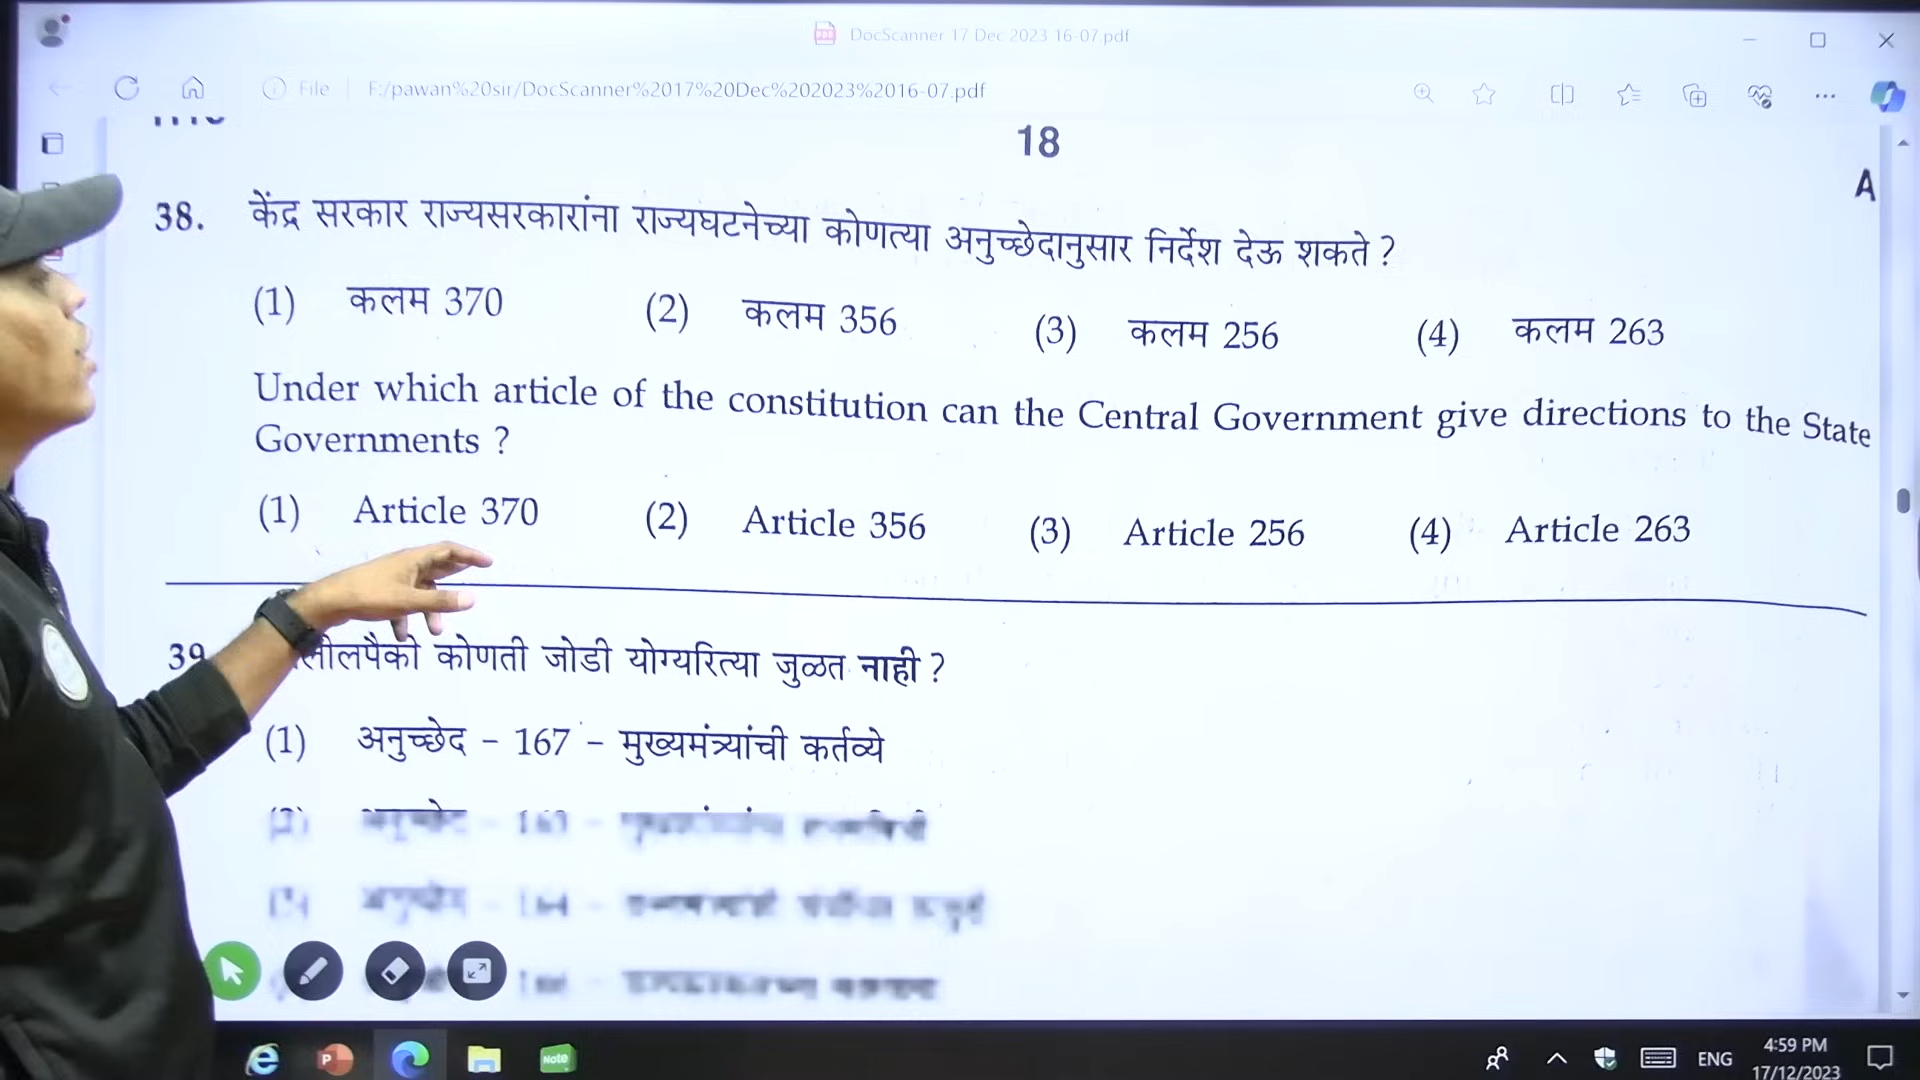 DocScanner 17 Dec 2023 16-07.pdf
File
F:/pawan%20sir/DocScanner%2017%20Dec%202023%2016-07.pdf
18
A
38. केंद्र सरकार राज्यसरकारांना राज्यघटनेच्या कोणत्या अनुच्छेदानुसार निर्देश देऊ शकते ?
(1) कलम 370 (2) कलम 356 (3) कलम 256 (4) कलम 263
Under which article of the constitution can the Central Government give directions to the State
Governments ?
(1) Article 370 (2) Article 356 (3) Article 256 (4) Article 263
39 कोणती जोडी योग्यरित्या जुळत नाही ?
(1) अनुच्छेद – 167 – मुख्यमंत्र्यांची कर्तव्ये
Note
ENG
4:59 PM
17/12/2023